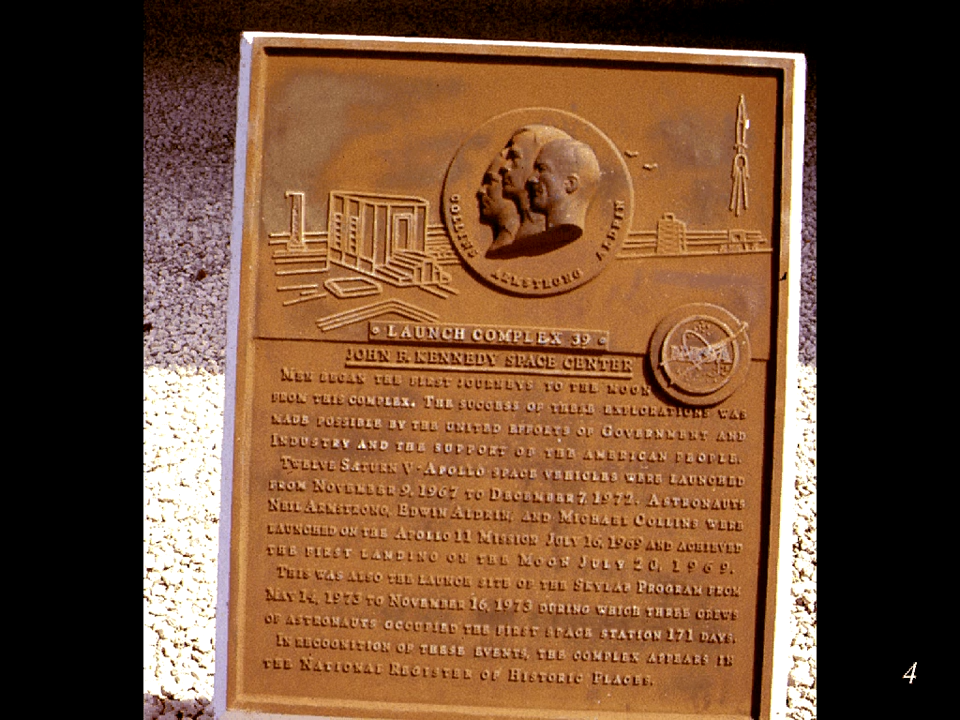 COLLINS ARMSTRONG ALDRIN
LAUNCH COMPLEX 39
JOHN F. KENNEDY SPACE CENTER
NASA
MEN BEGAN THE FIRST JOURNEYS TO THE MOON
FROM THIS COMPLEX. THE SUCCESS OF THESE EXPLORATIONS WAS
MADE POSSIBLE BY THE UNITED EFFORTS OF GOVERNMENT AND
INDUSTRY AND THE SUPPORT OF THE AMERICAN PEOPLE.
TWELVE SATURN V - APOLLO SPACE VEHICLES WERE LAUNCHED
FROM NOVEMBER 9, 1967 TO DECEMBER 7, 1972. ASTRONAUTS
NEIL ARMSTRONG, EDWIN ALDRIN, AND MICHAEL COLLINS WERE
LAUNCHED ON THE APOLLO 11 MISSION JULY 16, 1969 AND ACHIEVED
THE FIRST LANDING ON THE MOON JULY 20, 1969.
THIS WAS ALSO THE LAUNCH SITE OF THE SKYLAB PROGRAM FROM
MAY 14, 1973 TO NOVEMBER 16, 1973 DURING WHICH THREE CREWS
OF ASTRONAUTS OCCUPIED THE FIRST SPACE STATION 171 DAYS.
IN RECOGNITION OF THESE EVENTS, THE COMPLEX APPEARS IN
THE NATIONAL REGISTER OF HISTORIC PLACES.
4